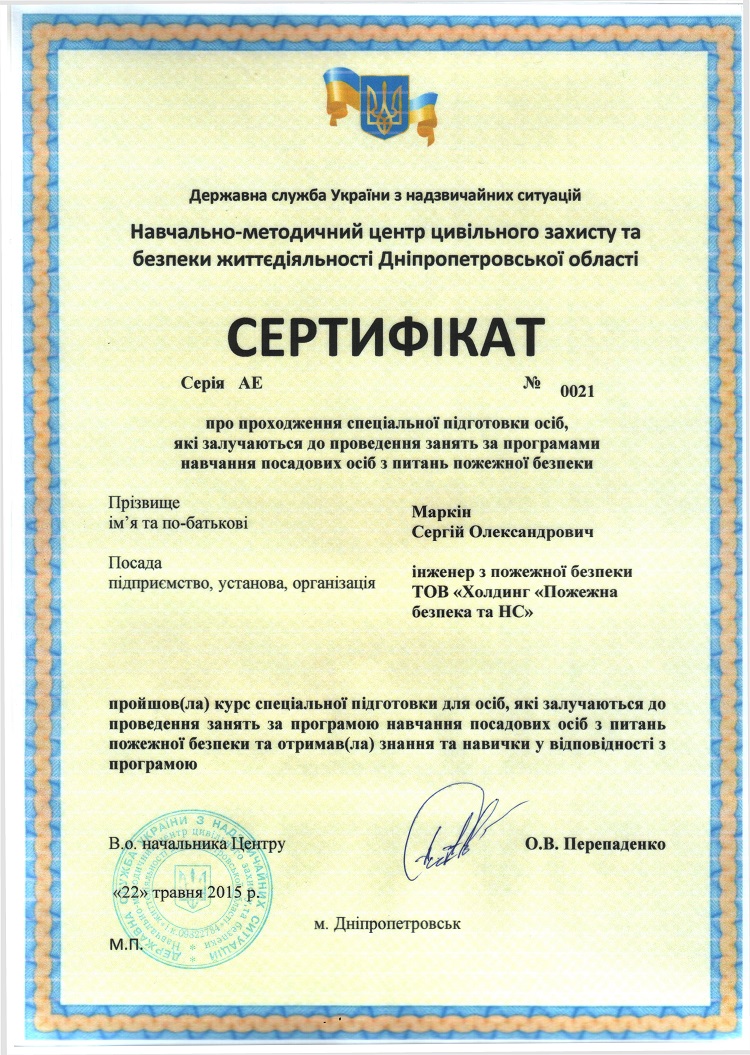 Державна служба України з надзвичайних ситуацій
Навчально-методичний центр цивільного захисту та
безпеки життєдіяльності Дніпропетровської області
СЕРТИФІКАТ
Серія АЕ № 0021
про проходження спеціальної підготовки осіб,
які залучаються до проведення занять за програмами
навчання посадових осіб з питань пожежної безпеки
Прізвище
ім’я та по-батькові
Маркін
Сергій Олександрович
Посада
підприємство, установа, організація
інженер з пожежної безпеки
ТОВ «Холдинг «Пожежна
безпека та НС»
пройшов(ла) курс спеціальної підготовки для осіб, які залучаються до
проведення занять за програмою навчання посадових осіб з питань
пожежної безпеки та отримав(ла) знання та навички у відповідності з
програмою
В.о. начальника Центру О.В. Перепаденко
«22» травня 2015 р.
м. Дніпропетровськ
М.П.
ДЕРЖАВНА СЛУЖБА УКРАЇНИ З НАДЗВИЧАЙНИХ СИТУАЦІЙ